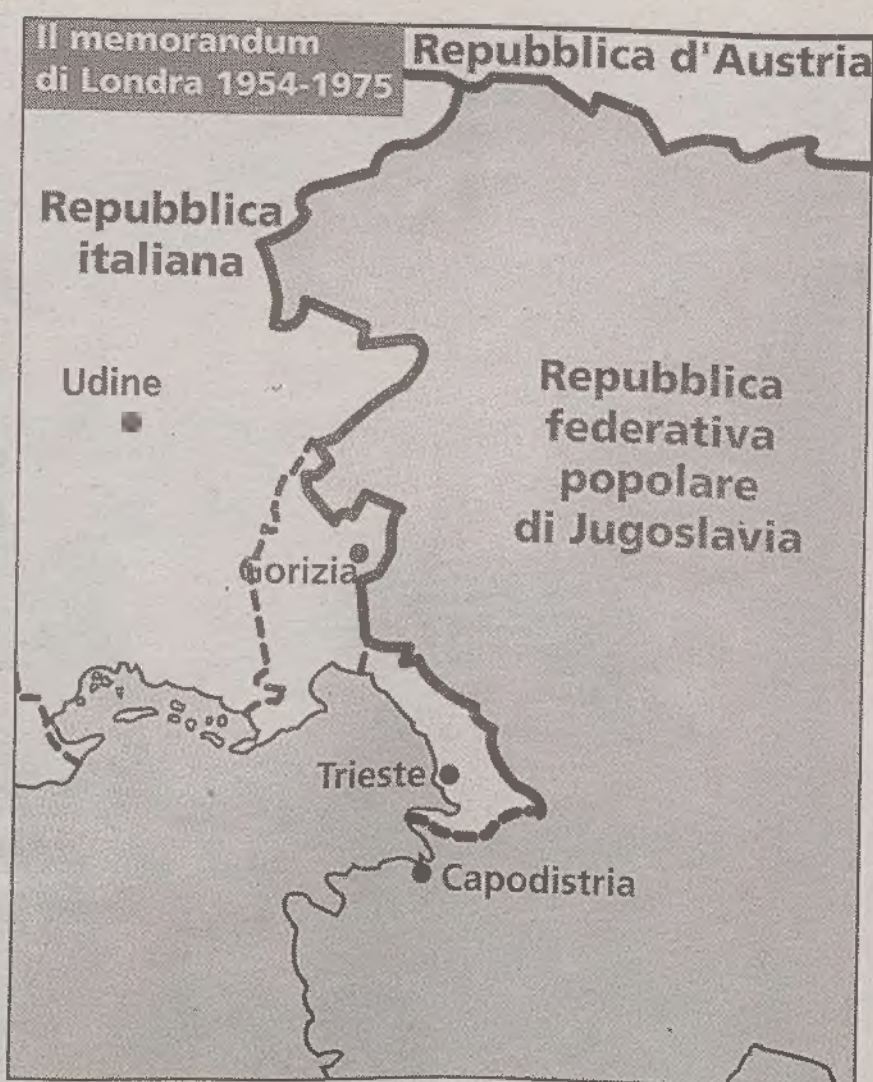 Il memorandum
di Londra 1954-1975
Repubblica d'Austria
Repubblica
italiana
Udine
Repubblica
federativa
popolare
di Jugoslavia
Gorizia
Trieste
Capodistria